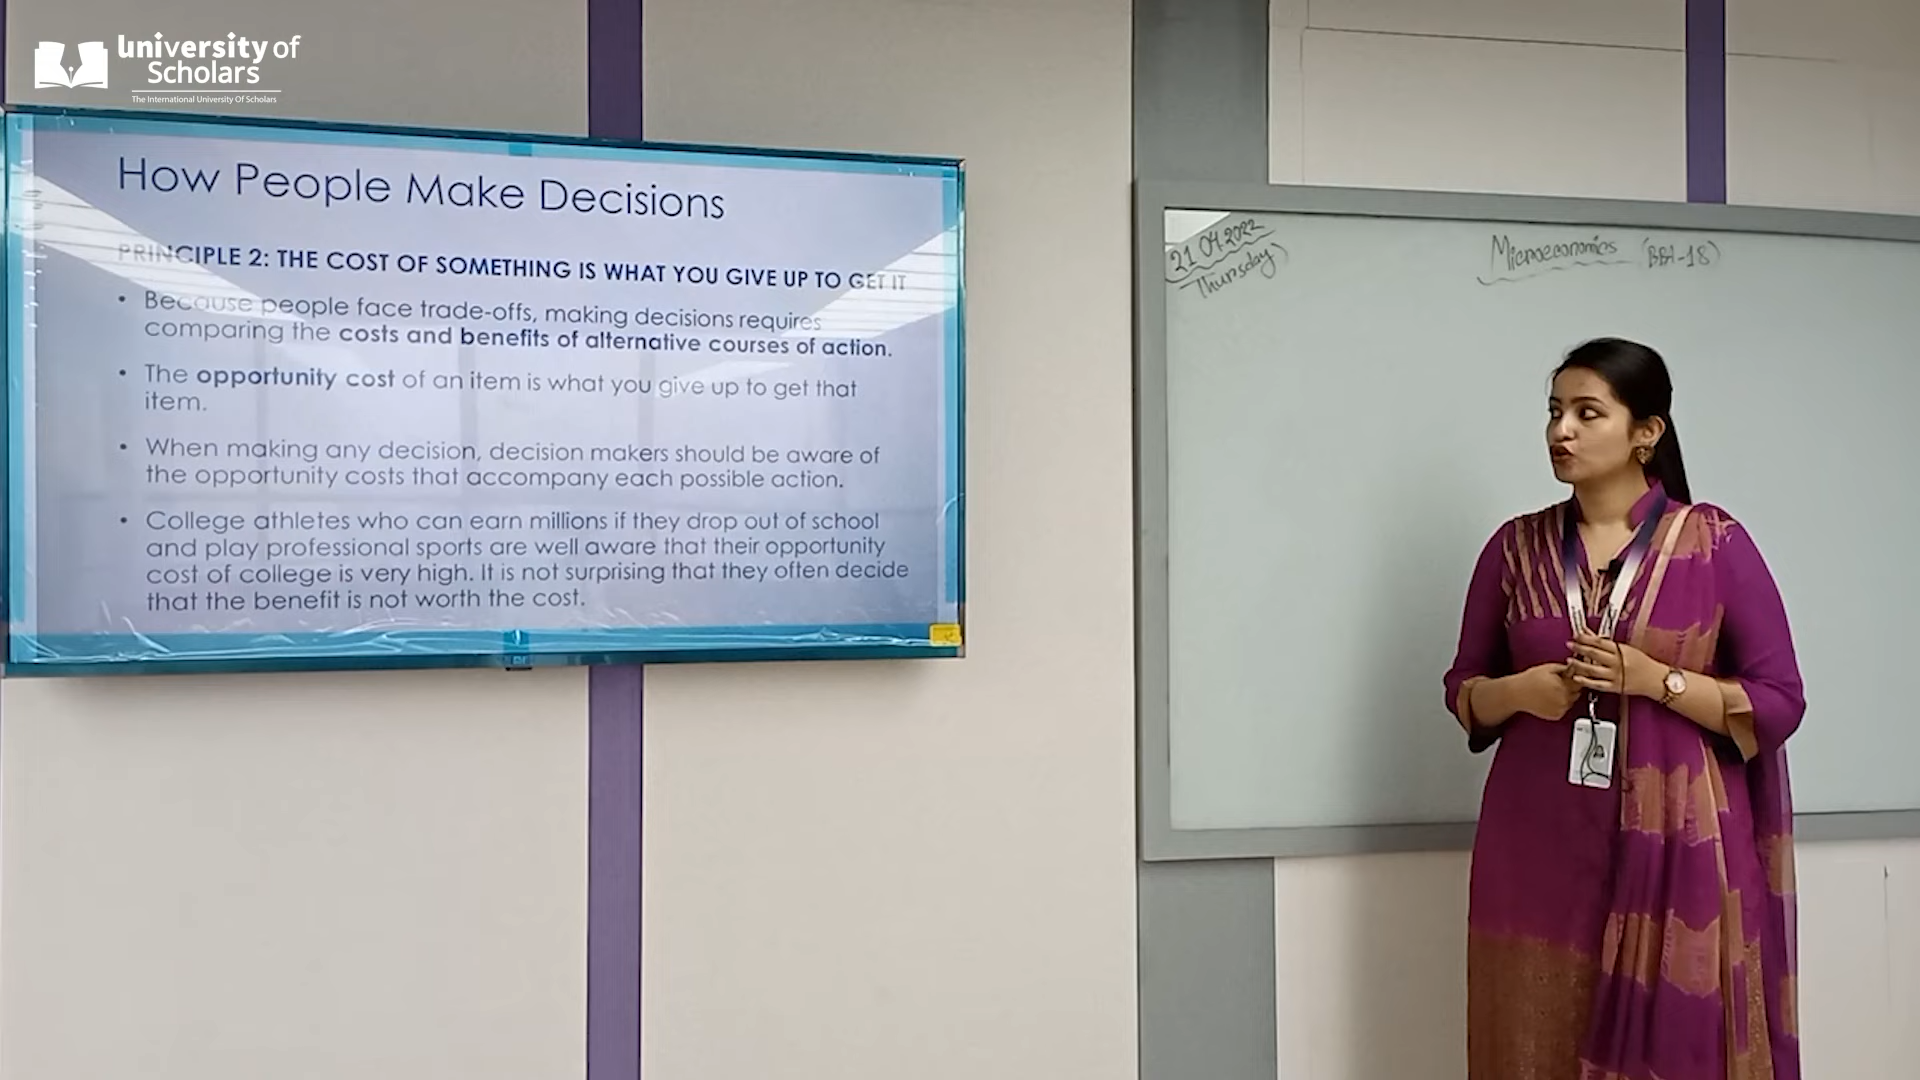 University of
Scholars
The International University Of Scholars
How People Make Decisions
PRINCIPLE 2: THE COST OF SOMETHING IS WHAT YOU GIVE UP TO GET IT
• Because people face trade-offs, making decisions requires
comparing the costs and benefits of alternative courses of action.
• The opportunity cost of an item is what you give up to get that
item.
• When making any decision, decision makers should be aware of
the opportunity costs that accompany each possible action.
• College athletes who can earn millions if they drop out of school
and play professional sports are well aware that their opportunity
cost of college is very high. It is not surprising that they often decide
that the benefit is not worth the cost.
21.04.2022
Thursday
Microeconomics (BBA-18)